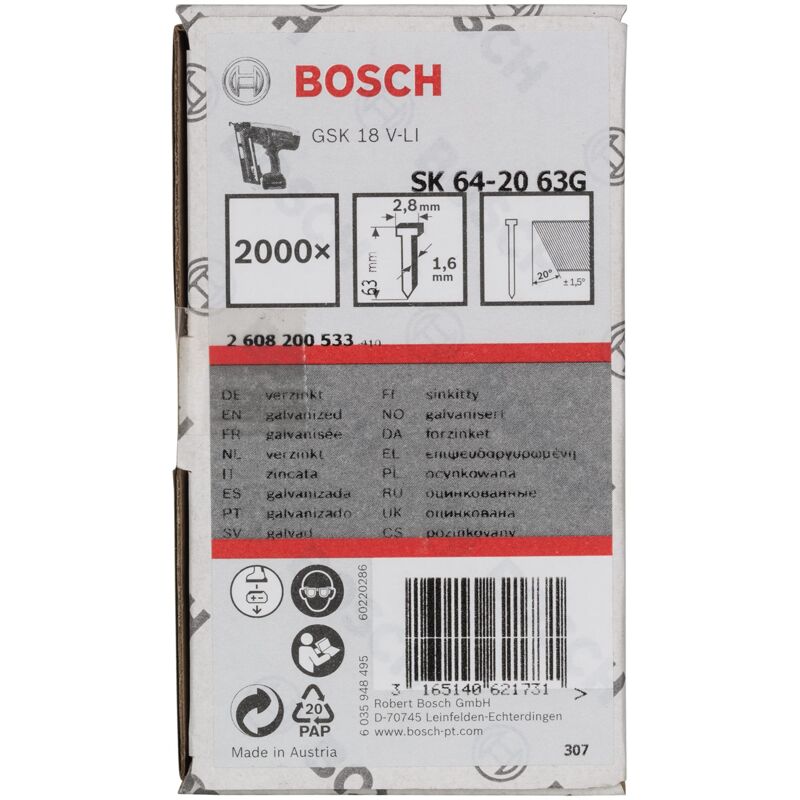 BOSCH
GSK 18 V-LI
SK 64-20 63G
2000×
2,8 mm
63 mm
1,6 mm
20°
± 1,5°
2 608 200 533 410
DE verzinkt
EN galvanized
FR galvanisée
NL verzinkt
IT zincata
ES galvanizada
PT galvanizado
SV galvad
FI sinkitty
NO galvanisert
DA forzinket
EL επιψευδαργυρωμένη
PL ocynkowana
RU оцинкованные
UK оцинкована
CS pozinkovany
60220286
6 035 948 495
3 165140 621731 >
20
PAP
Robert Bosch GmbH
D-70745 Leinfelden-Echterdingen
www.bosch-pt.com
Made in Austria
307